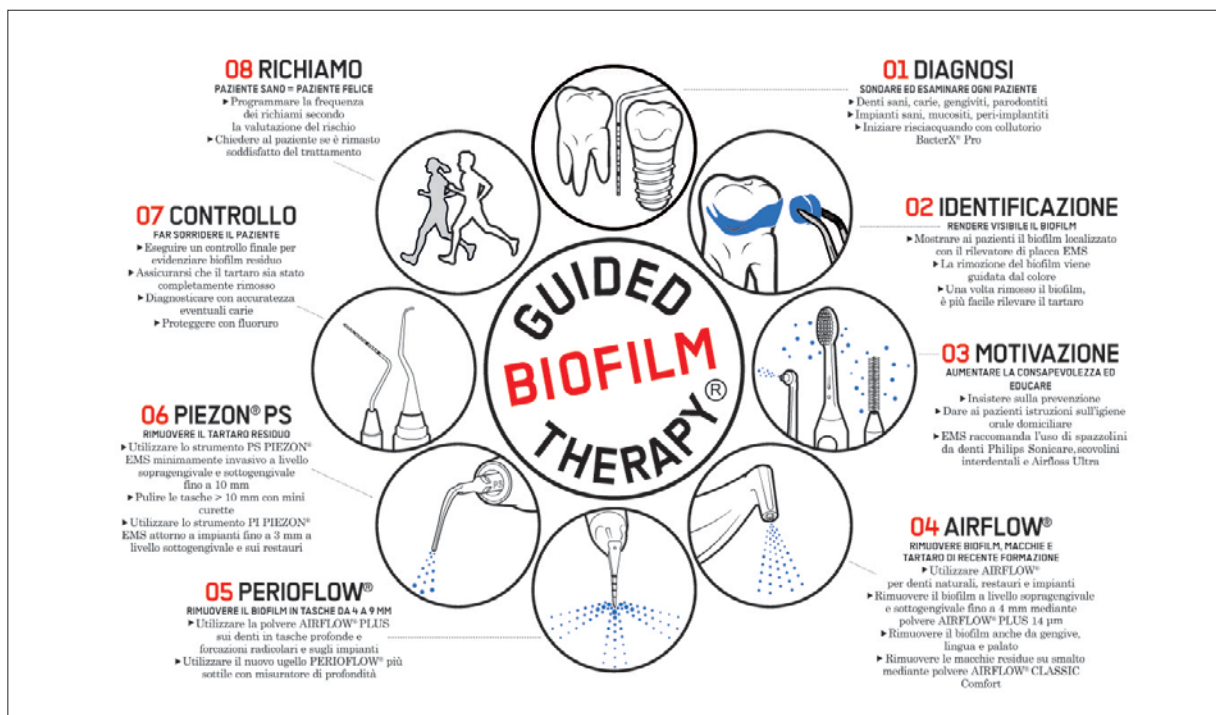 01 DIAGNOSI
SONDARE ED ESAMINARE OGNI PAZIENTE
▸ Denti sani, carie, gengiviti, parodontiti
▸ Impianti sani, mucositi, peri-implantiti
▸ Iniziare risciacquando con collutorio
BacterX® Pro
02 IDENTIFICAZIONE
RENDERE VISIBILE IL BIOFILM
▸ Mostrare ai pazienti il biofilm localizzato
con il rilevatore di placca EMS
▸ La rimozione del biofilm viene
guidata dal colore
▸ Una volta rimosso il biofilm,
è più facile rilevare il tartaro
03 MOTIVAZIONE
AUMENTARE LA CONSAPEVOLEZZA ED
EDUCARE
▸ Insistere sulla prevenzione
▸ Dare ai pazienti istruzioni sull'igiene
orale domiciliare
▸ EMS raccomanda l'uso di spazzolini
da denti Philips Sonicare, scovolini
interdentali e Airfloss Ultra
04 AIRFLOW®
RIMUOVERE BIOFILM, MACCHIE E
TARTARO DI RECENTE FORMAZIONE
▸ Utilizzare AIRFLOW®
per denti naturali, restauri e impianti
▸ Rimuovere il biofilm a livello sopragengivale
e sottogengivale fino a 4 mm mediante
polvere AIRFLOW® PLUS 14 µm
▸ Rimuovere il biofilm anche da gengive,
lingua e palato
▸ Rimuovere le macchie residue su smalto
mediante polvere AIRFLOW® CLASSIC
Comfort
05 PERIOFLOW®
RIMUOVERE IL BIOFILM IN TASCHE DA 4 A 9 MM
▸ Utilizzare la polvere AIRFLOW® PLUS
sui denti in tasche profonde e
forcazioni radicolari e sugli impianti
▸ Utilizzare il nuovo ugello PERIOFLOW® più
sottile con misuratore di profondità
06 PIEZON® PS
RIMUOVERE IL TARTARO RESIDUO
▸ Utilizzare lo strumento PS PIEZON®
EMS minimamente invasivo a livello
sopragengivale e sottogengivale
fino a 10 mm
▸ Pulire le tasche > 10 mm con mini
curette
▸ Utilizzare lo strumento PI PIEZON®
EMS attorno a impianti fino a 3 mm a
livello sottogengivale e sui restauri
07 CONTROLLO
FAR SORRIDERE IL PAZIENTE
▸ Eseguire un controllo finale per
evidenziare biofilm residuo
▸ Assicurarsi che il tartaro sia stato
completamente rimosso
▸ Diagnosticare con accuratezza
eventuali carie
▸ Proteggere con fluoruro
08 RICHIAMO
PAZIENTE SANO = PAZIENTE FELICE
▸ Programmare la frequenza
dei richiami secondo
la valutazione del rischio
▸ Chiedere al paziente se è rimasto
soddisfatto del trattamento
GUIDED
BIOFILM
THERAPY®
PS